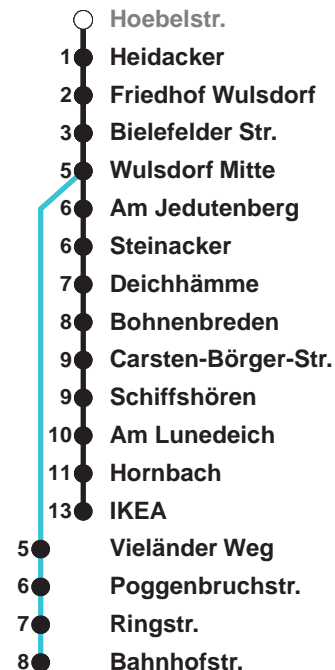 Hoebelstr.
1 Heidacker
2 Friedhof Wulsdorf
3 Bielefelder Str.
5 Wulsdorf Mitte
6 Am Jedutenberg
6 Steinacker
7 Deichhämme
8 Bohnenbreden
9 Carsten-Börger-Str.
9 Schiffshören
10 Am Lunedeich
11 Hornbach
13 IKEA
5 Vieländer Weg
6 Poggenbruchstr.
7 Ringstr.
8 Bahnhofstr.